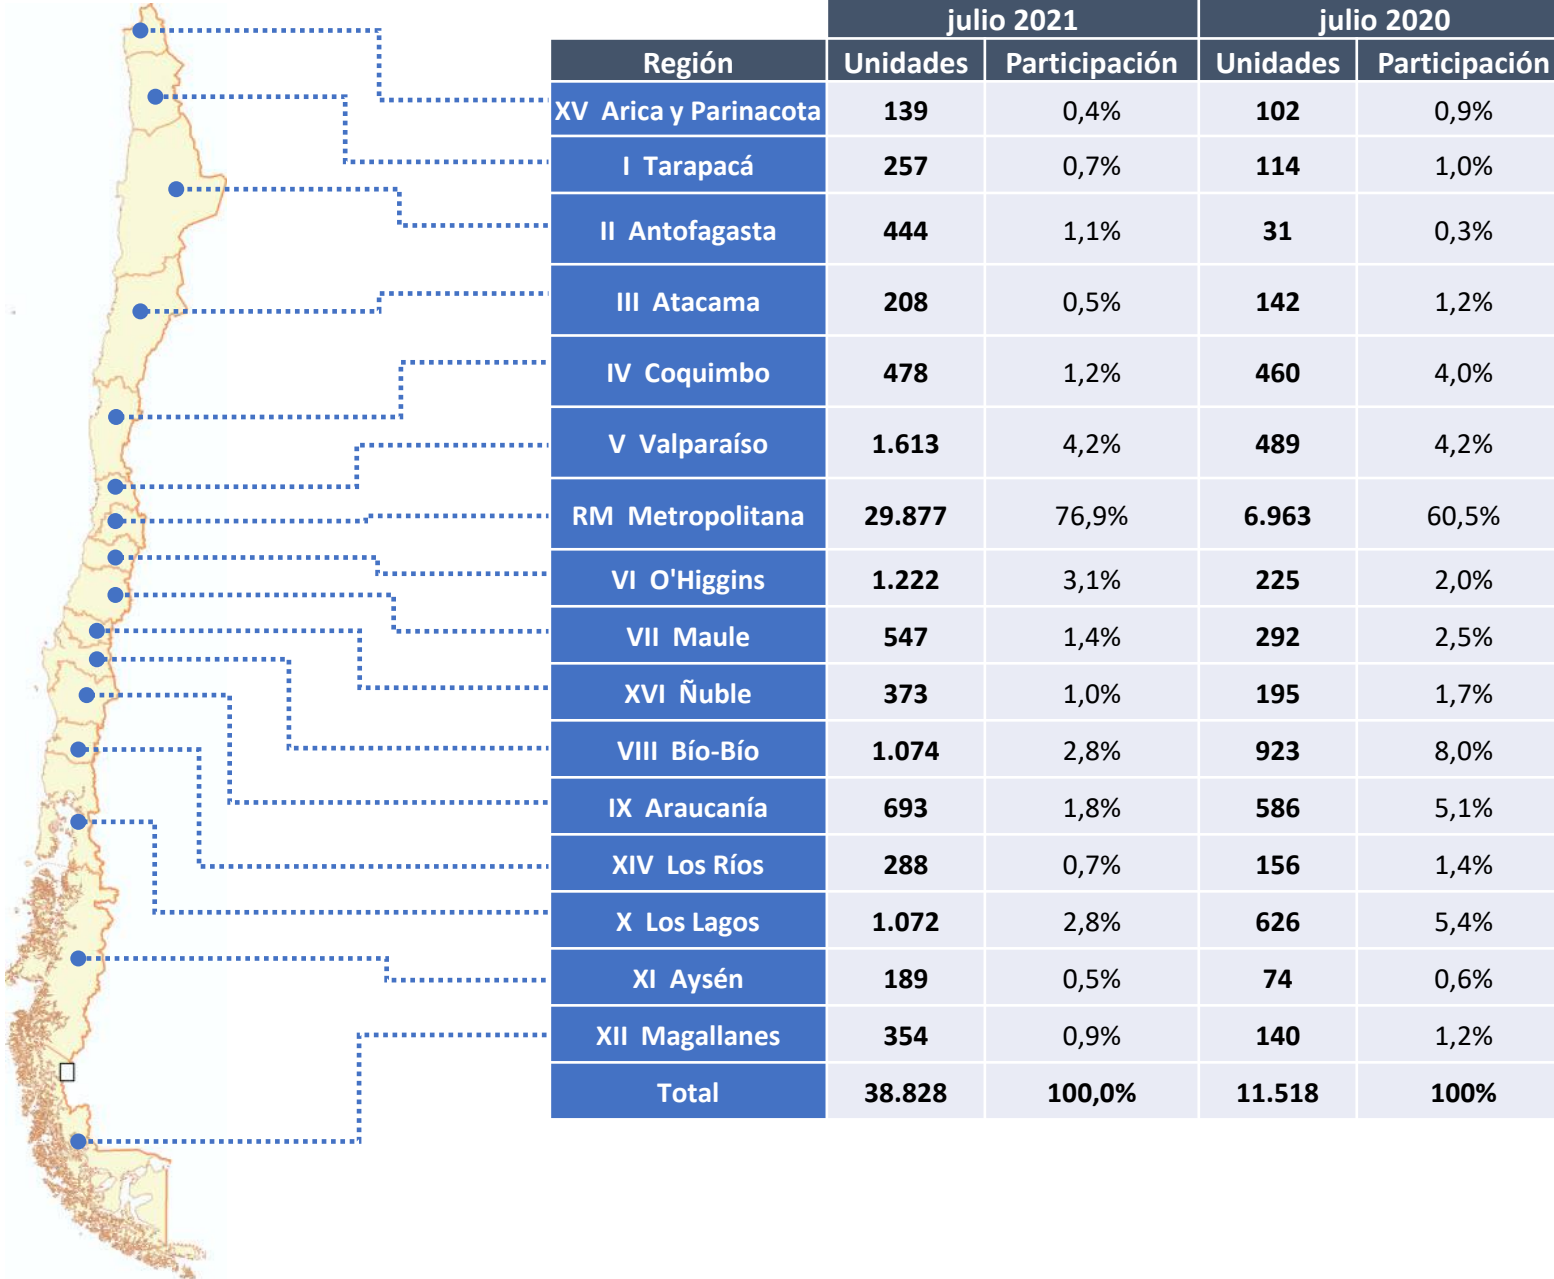 julio 2021 julio 2020
Región Unidades Participación Unidades Participación
XV Arica y Parinacota 139 0,4% 102 0,9%
I Tarapacá 257 0,7% 114 1,0%
II Antofagasta 444 1,1% 31 0,3%
III Atacama 208 0,5% 142 1,2%
IV Coquimbo 478 1,2% 460 4,0%
V Valparaíso 1.613 4,2% 489 4,2%
RM Metropolitana 29.877 76,9% 6.963 60,5%
VI O'Higgins 1.222 3,1% 225 2,0%
VII Maule 547 1,4% 292 2,5%
XVI Ñuble 373 1,0% 195 1,7%
VIII Bío-Bío 1.074 2,8% 923 8,0%
IX Araucanía 693 1,8% 586 5,1%
XIV Los Ríos 288 0,7% 156 1,4%
X Los Lagos 1.072 2,8% 626 5,4%
XI Aysén 189 0,5% 74 0,6%
XII Magallanes 354 0,9% 140 1,2%
Total 38.828 100,0% 11.518 100%